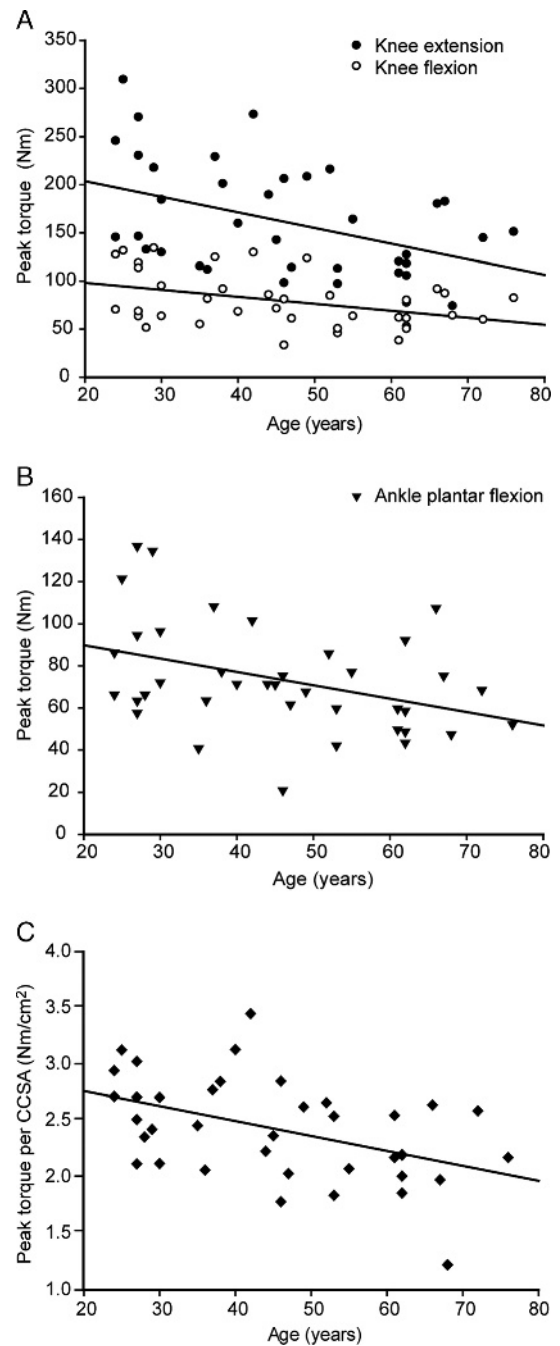 A
Knee extension
Knee flexion
350
300
250
200
150
100
50
0
Peak torque (Nm)
20 30 40 50 60 70 80
Age (years)
B
Ankle plantar flexion
160
140
120
100
80
60
40
20
0
Peak torque (Nm)
20 30 40 50 60 70 80
Age (years)
C
4.0
3.5
3.0
2.5
2.0
1.5
1.0
Peak torque per CCSA (Nm/cm²)
20 30 40 50 60 70 80
Age (years)